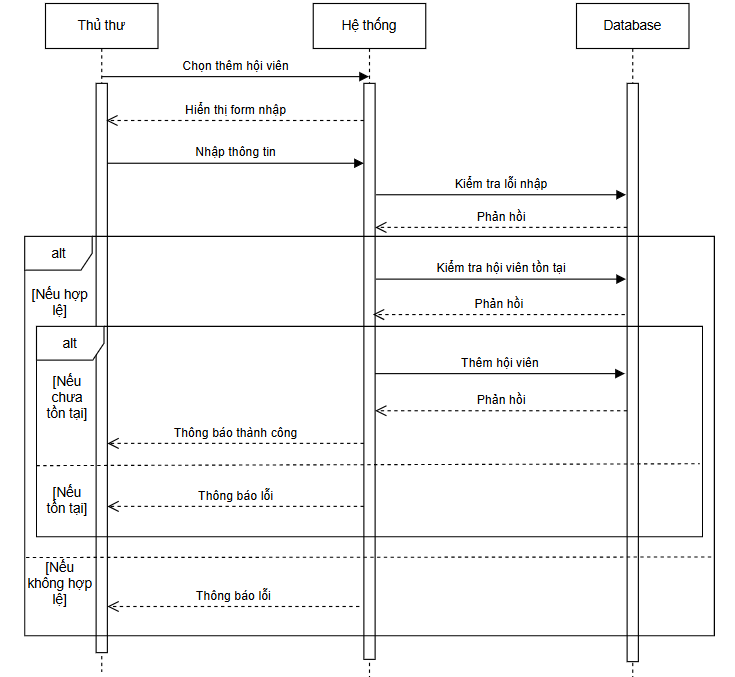 Thủ thư
Hệ thống
Database
Chọn thêm hội viên
Hiển thị form nhập
Nhập thông tin
Kiểm tra lỗi nhập
Phản hồi
alt
Kiểm tra hội viên tồn tại
[Nếu hợp
lệ]
Phản hồi
alt
Thêm hội viên
[Nếu
chưa
tồn tại]
Phản hồi
Thông báo thành công
[Nếu
tồn tại]
Thông báo lỗi
[Nếu
không hợp
lệ]
Thông báo lỗi